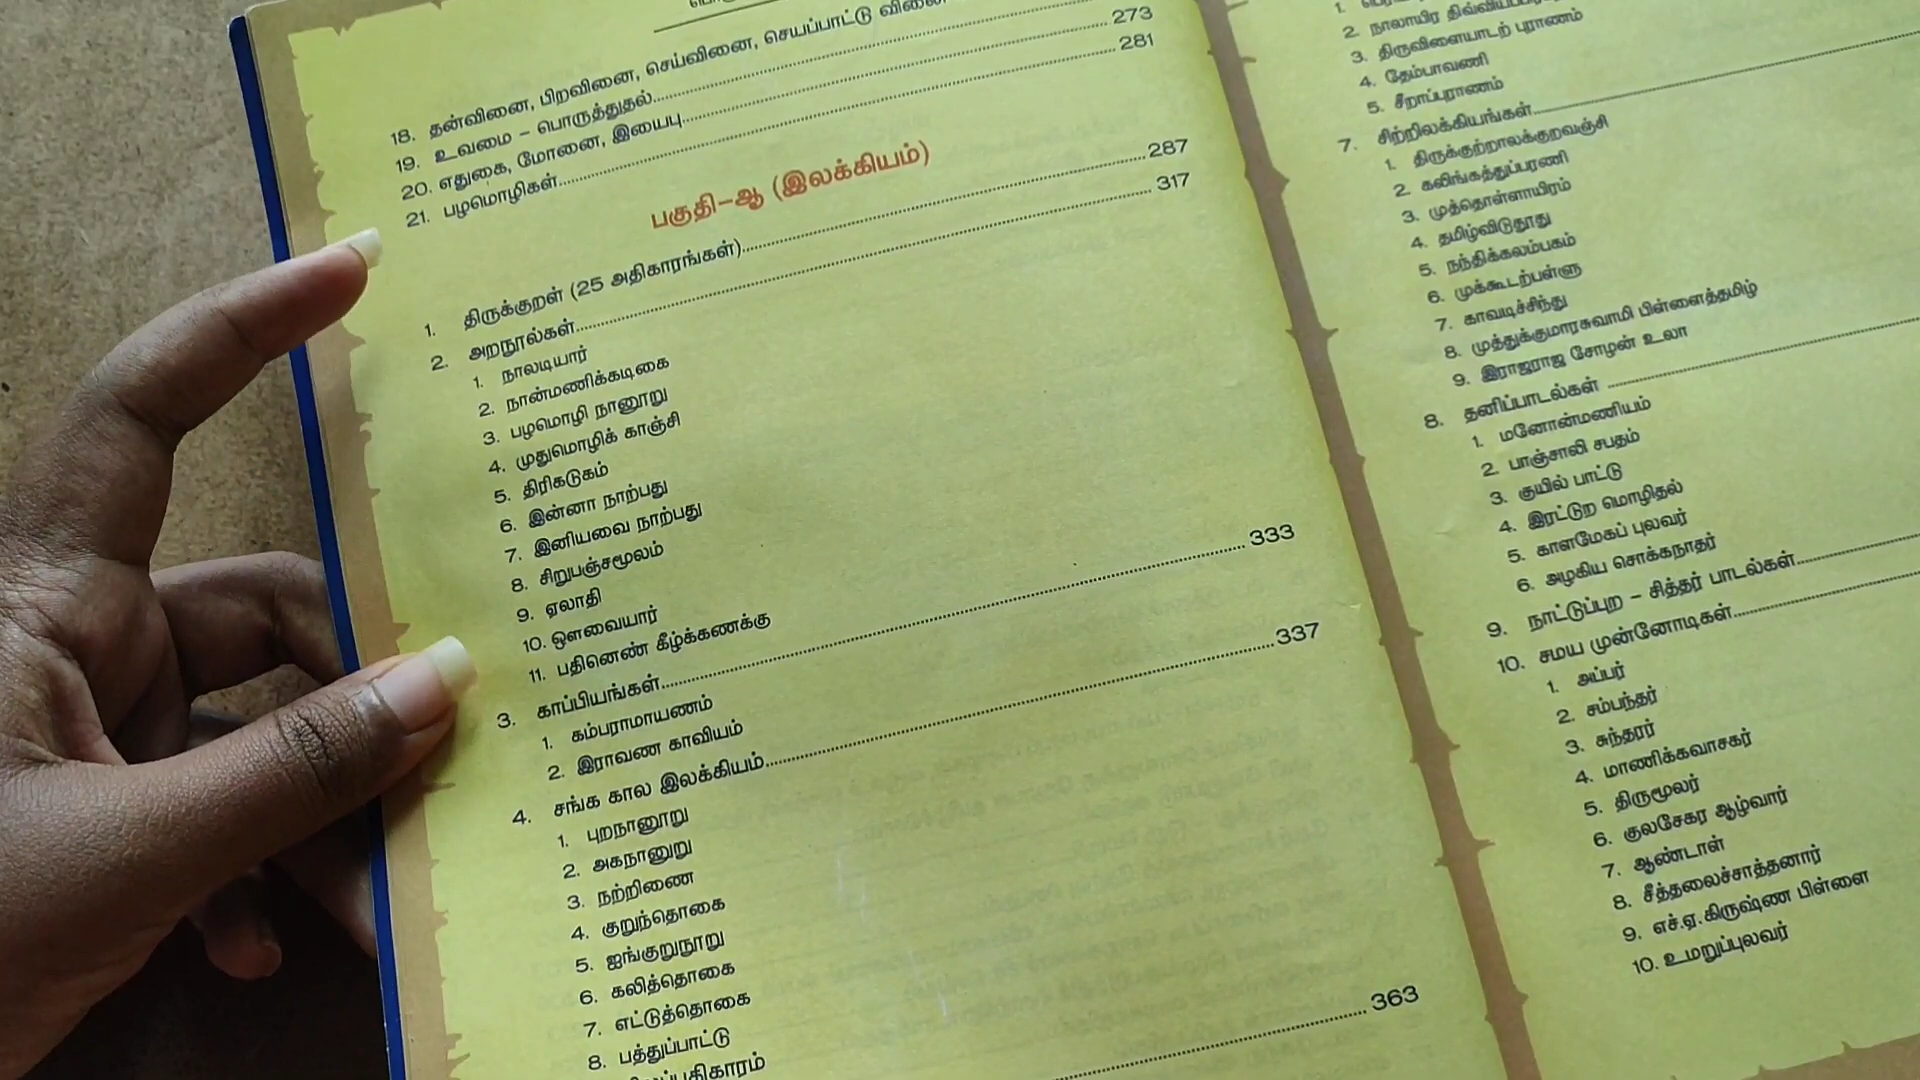 18. தன்வினை, பிறவினை, செய்வினை, செயப்பாட்டு வினை
19. உவமை – பொருத்துதல்..........273
20. எதுகை, மோனை, இயைபு..........281
21. பழமொழிகள்..........
பகுதி–ஆ (இலக்கியம்)
1. திருக்குறள் (25 அதிகாரங்கள்)..........287
2. அறநூல்கள்..........317
1. நாலடியார்
2. நான்மணிக்கடிகை
3. பழமொழி நானூறு
4. முதுமொழிக் காஞ்சி
5. திரிகடுகம்
6. இன்னா நாற்பது
7. இனியவை நாற்பது
8. சிறுபஞ்சமூலம்
9. ஏலாதி
10. ஔவையார்
11. பதினெண் கீழ்க்கணக்கு
3. காப்பியங்கள்..........333
1. கம்பராமாயணம்
2. இராவண காவியம்
4. சங்க கால இலக்கியம்..........337
1. புறநானூறு
2. அகநானுறு
3. நற்றிணை
4. குறுந்தொகை
5. ஐங்குறுநூறு
6. கலித்தொகை
7. எட்டுத்தொகை
8. பத்துப்பாட்டு
..........363
2. நாலாயிர
3. திருவிளையாடற் புராணம்
4. தேம்பாவணி
5. சீறாப்புராணம்
7. சிற்றிலக்கியங்கள்..........
1. திருக்குற்றாலக்குறவஞ்சி
2. கலிங்கத்துப்பரணி
3. முத்தொள்ளாயிரம்
4. தமிழ்விடுதூது
5. நந்திக்கலம்பகம்
6. முக்கூடற்பள்ளு
7. காவடிச்சிந்து
8. முத்துக்குமாரசுவாமி பிள்ளைத்தமிழ்
9. இராஜராஜ சோழன் உலா
8. தனிப்பாடல்கள்..........
1. மனோன்மணியம்
2. பாஞ்சாலி சபதம்
3. குயில் பாட்டு
4. இரட்டுற மொழிதல்
5. காளமேகப் புலவர்
6. அழகிய சொக்கநாதர்
9. நாட்டுப்புற – சித்தர் பாடல்கள்..........
10. சமய முன்னோடிகள்..........
1. அப்பர்
2. சம்பந்தர்
3. சுந்தரர்
4. மாணிக்கவாசகர்
5. திருமூலர்
6. குலசேகர ஆழ்வார்
7. ஆண்டாள்
8. சீத்தலைச்சாத்தனார்
9. எச்.ஏ.கிருஷ்ண பிள்ளை
10. உமறுப்புலவர்